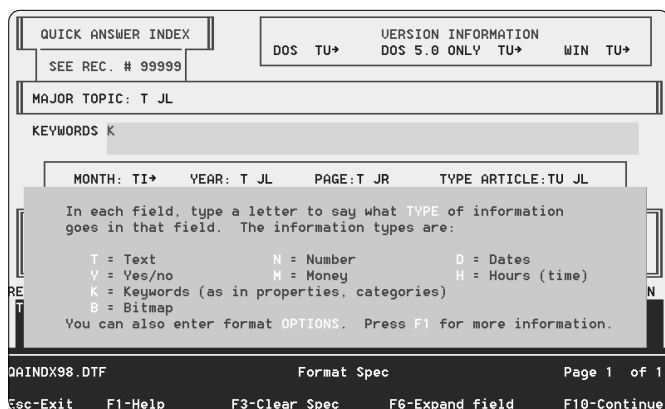 QUICK ANSWER INDEX
VERSION INFORMATION
DOS TU→ DOS 5.0 ONLY TU→ WIN TU→
SEE REC. # 99999
MAJOR TOPIC: T JL
KEYWORDS K
MONTH: TI→ YEAR: T JL PAGE:T JR TYPE ARTICLE:TU JL
In each field, type a letter to say what TYPE of information
goes in that field. The information types are:
T = Text N = Number D = Dates
Y = Yes/no M = Money H = Hours (time)
K = Keywords (as in properties, categories)
B = Bitmap
You can also enter format OPTIONS. Press F1 for more information.
RE N
T
QAINDX98.DTF Format Spec Page 1 of 1
Esc-Exit F1-Help F3-Clear Spec F6-Expand field F10-Continue